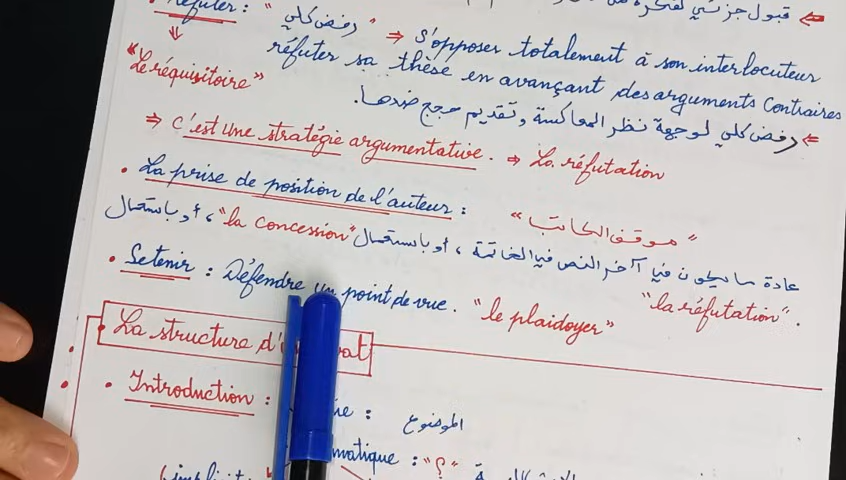 ⇐ قبول جزئي لفكرة
• Réfuter : "رفض كلي" ⇒ S'opposer totalement à son interlocuteur
⇓
"Le réquisitoire" réfuter sa thèse en avançant des arguments contraires
⇐ رفض كلي لوجهة نظر المعاكسة وتقديم حجج ضدها.
⇒ C'est une stratégie argumentative. ⇒ La réfutation
• La prise de position de l'auteur : "موقف الكاتب"
عادة ما يكون في آخر النص في الخاتمة، أو باستعمال "la concession"، أو باستعمال
"la réfutation".
• Setenir : Défendre un point de vue. "le plaidoyer"
La structure d'
• Introduction : الموضوع
matique : "؟"